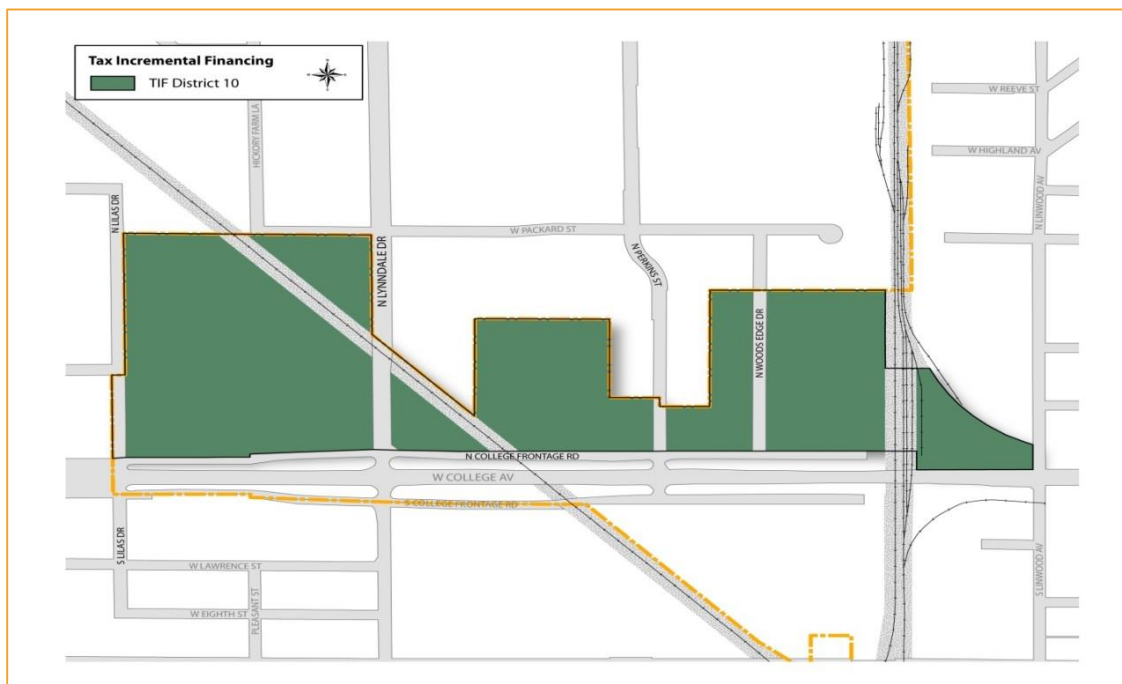 Tax Incremental Financing
TIF District 10
W REEVE ST
HICKORY FARM LA
W HIGHLAND AV
N LILAS DR
N LINWOOD AV
W PACKARD ST
N LYNNDALE DR
N PERKINS ST
N WOODS EDGE DR
N COLLEGE FRONTAGE RD
W COLLEGE AV
S COLLEGE FRONTAGE RD
S LILAS DR
W LAWRENCE ST
S LINWOOD AV
PLEASANT ST
W EIGHTH ST